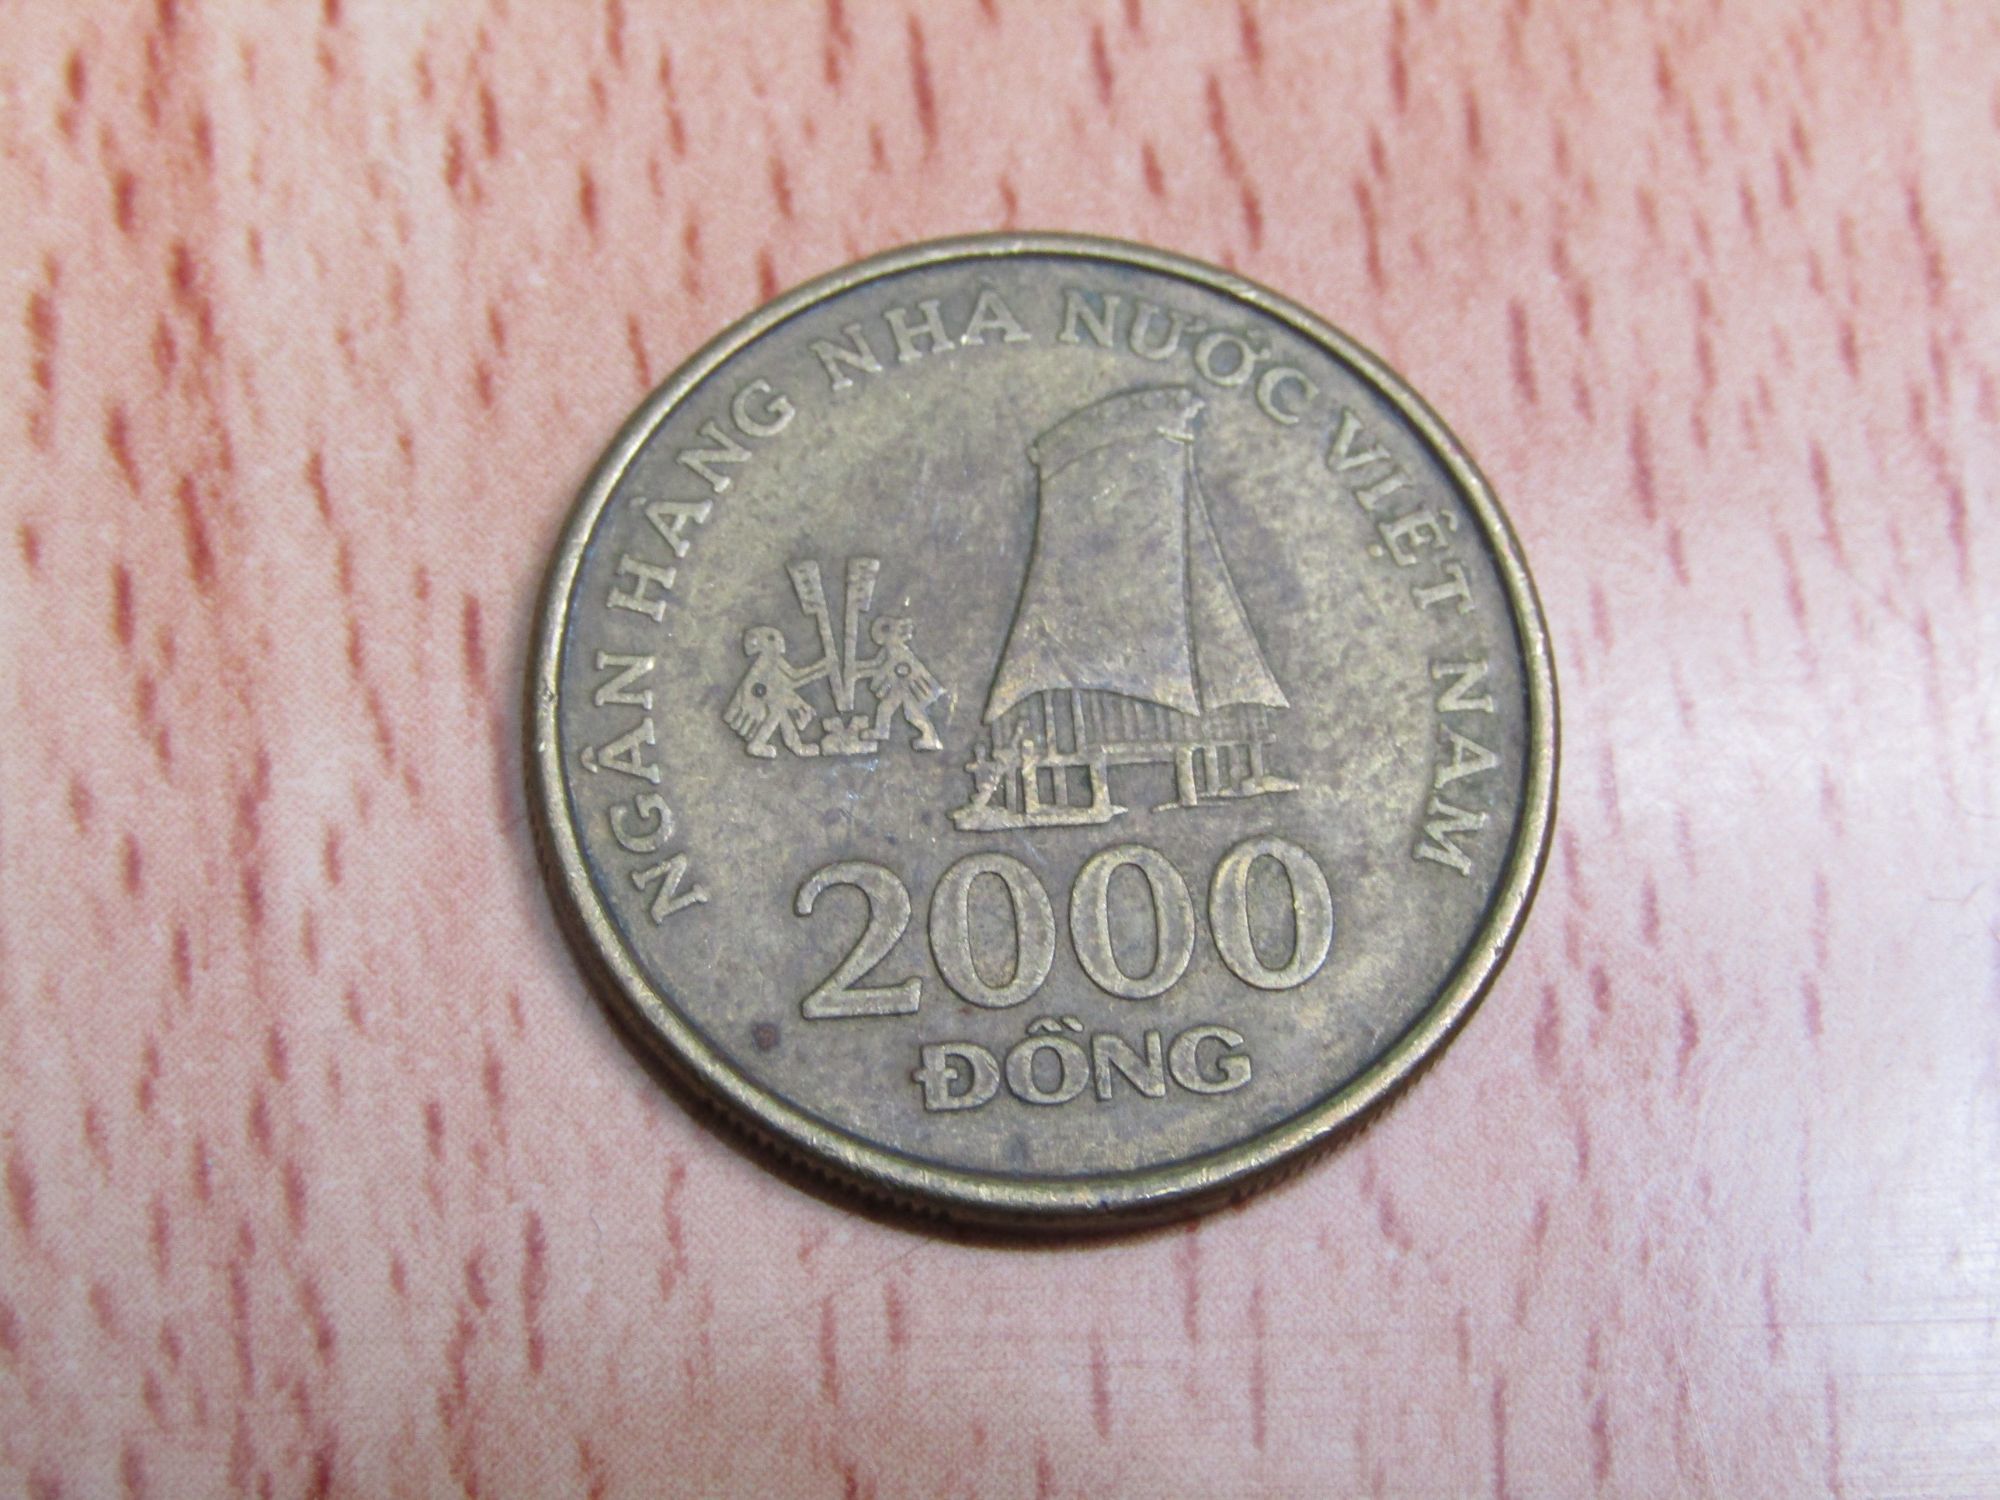 NGÂN HÀNG NHÀ NƯỚC VIỆT NAM
2000
ĐỒNG